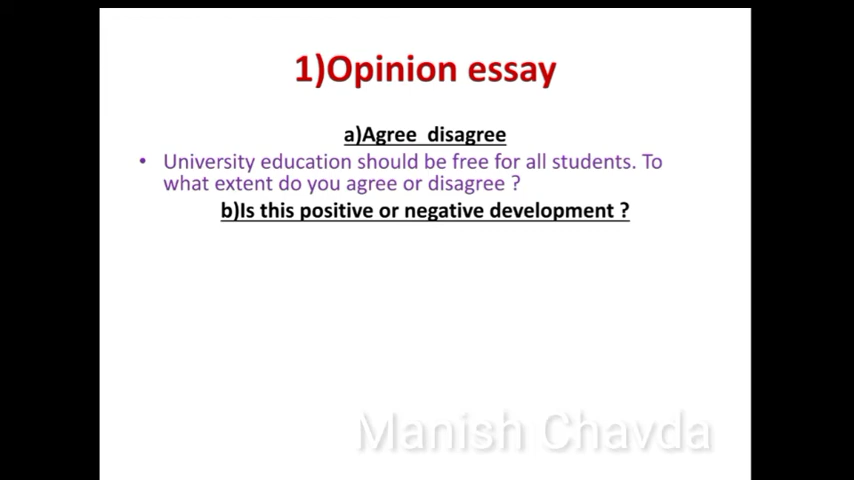 1)Opinion essay
a)Agree  disagree
• University education should be free for all students. To
what extent do you agree or disagree ?
b)Is this positive or negative development ?
Manish Chavda